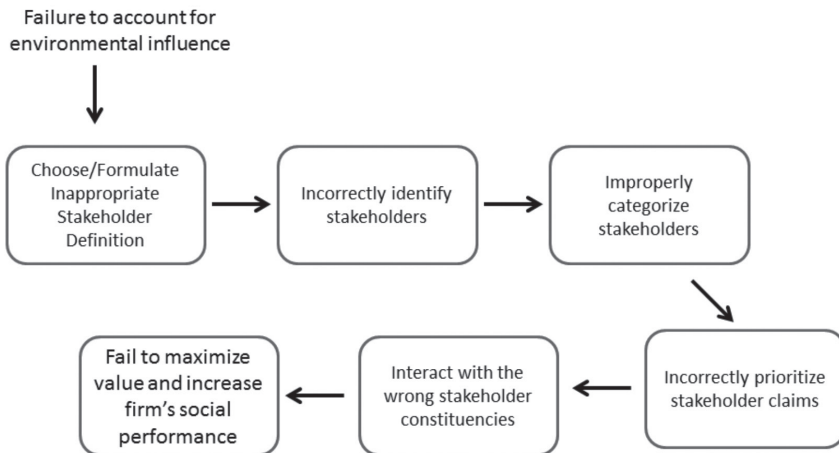 Failure to account for
environmental influence
Choose/Formulate
Inappropriate
Stakeholder
Definition
Incorrectly identify
stakeholders
Improperly
categorize
stakeholders
Incorrectly prioritize
stakeholder claims
Interact with the
wrong stakeholder
constituencies
Fail to maximize
value and increase
firm's social
performance